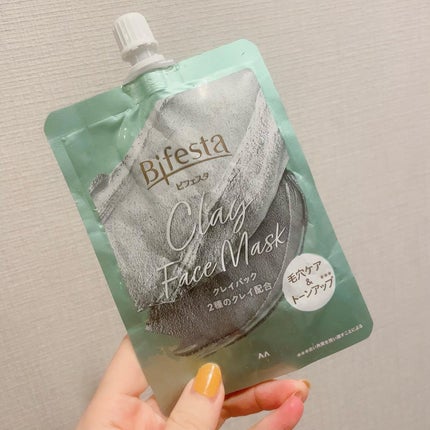 Bifesta
ビフェスタ
Clay
Face Mask
クレイパック
2種のクレイ配合
毛穴ケア
&
トーンアップ